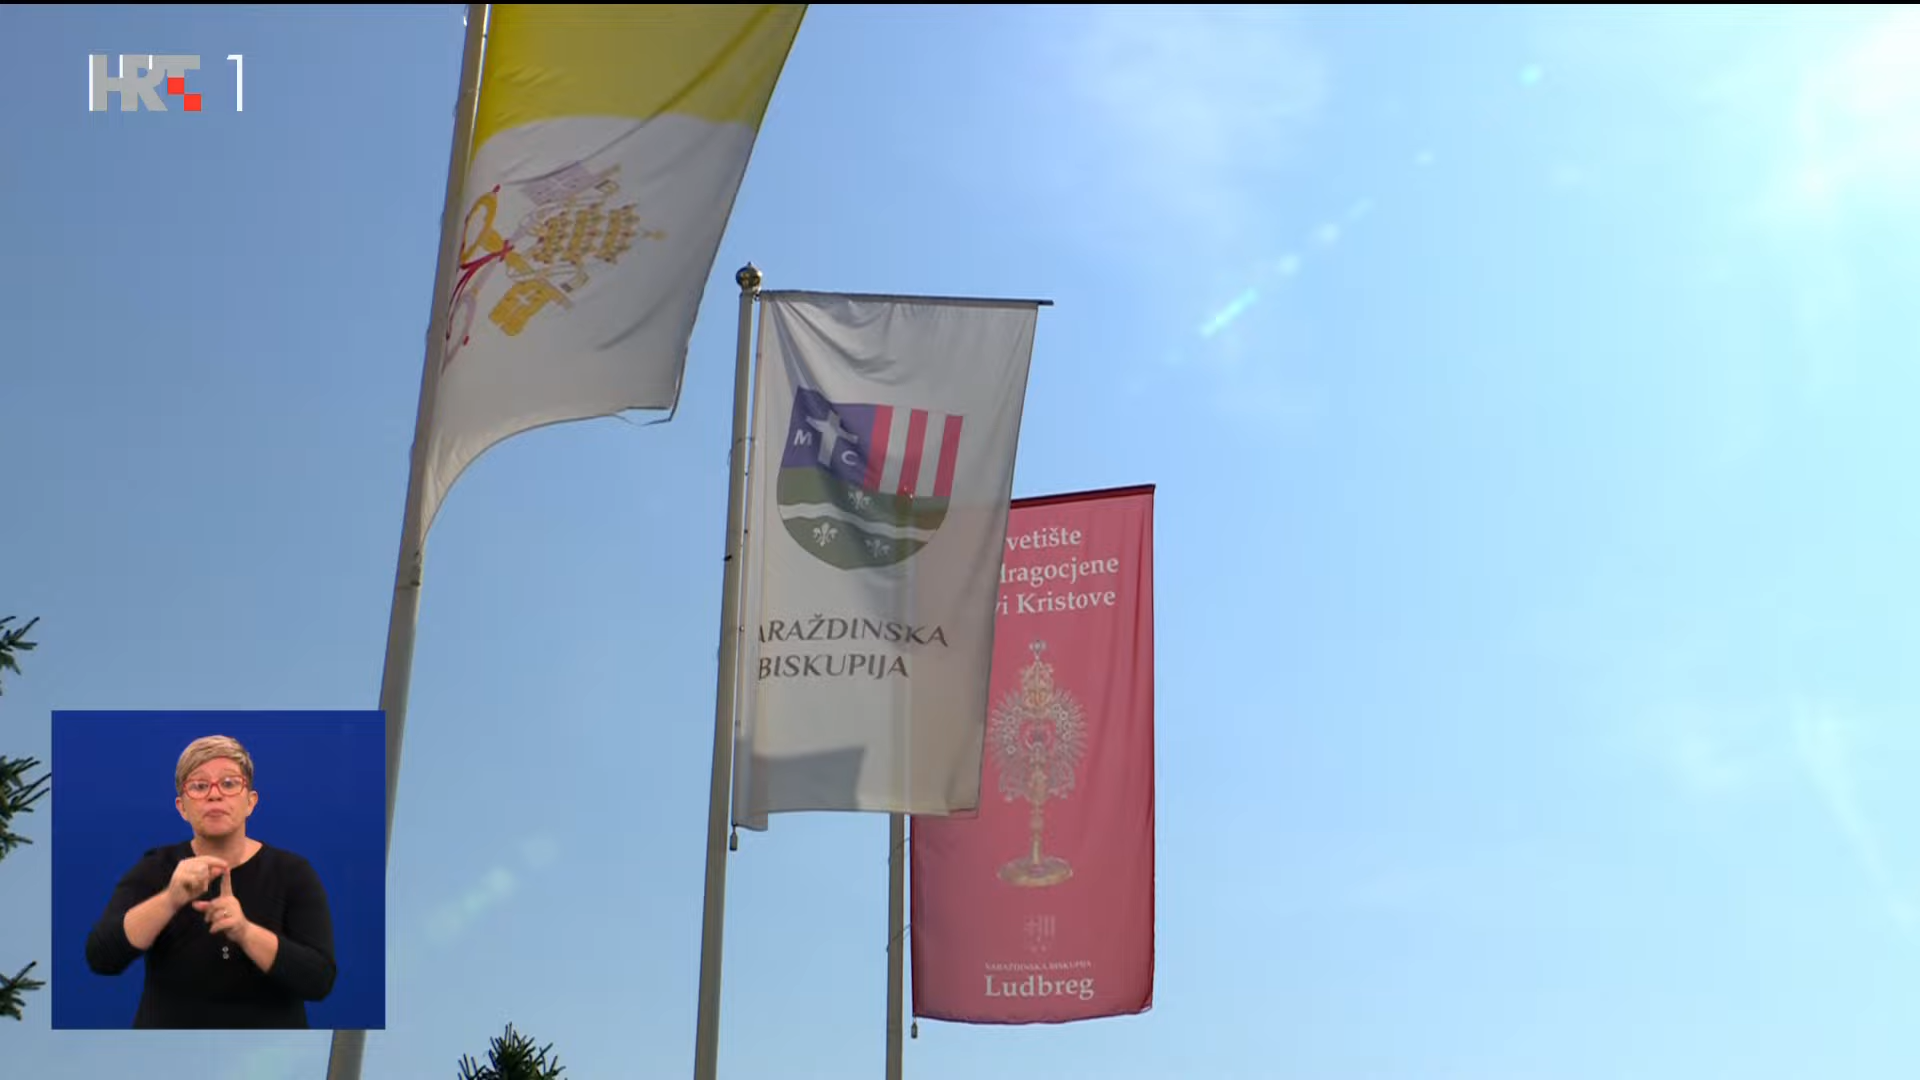 HRT 1
M
C
ARAŽDINSKA
BISKUPIJA
vetište
dragocjene
vi Kristove
VARAŽDINSKA BISKUPIJA
Ludbreg